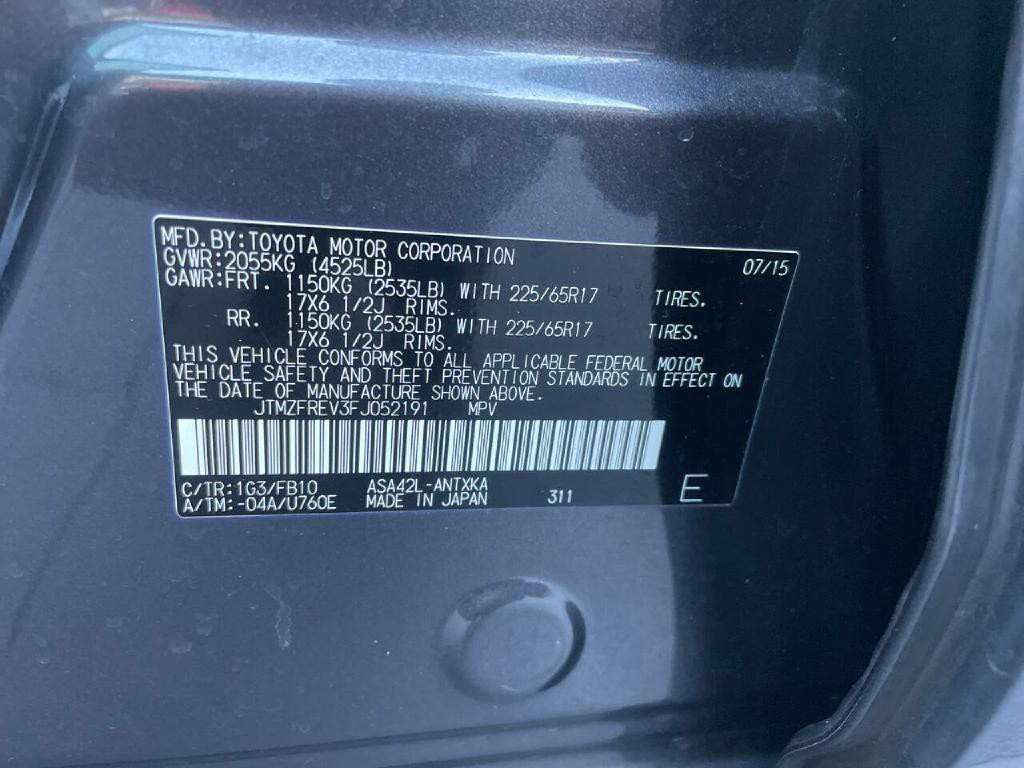 MFD.BY:TOYOTA MOTOR CORPORATION 07/15
GVWR:2055KG (4525LB)
GAWR:FRT. 1150KG (2535LB) WITH 225/65R17 TIRES.
17X6 1/2J RIMS.
RR. 1150KG (2535LB) WITH 225/65R17 TIRES.
17X6 1/2J RIMS.
THIS VEHICLE CONFORMS TO ALL APPLICABLE FEDERAL MOTOR
VEHICLE SAFETY AND THEFT PREVENTION STANDARDS IN EFFECT ON
THE DATE OF MANUFACTURE SHOWN ABOVE.
JTMZFREV3FJ052191 MPV
C/TR:1G3/FB10 ASA42L-ANTXKA
A/TM:-04A/U760E MADE IN JAPAN 311 E